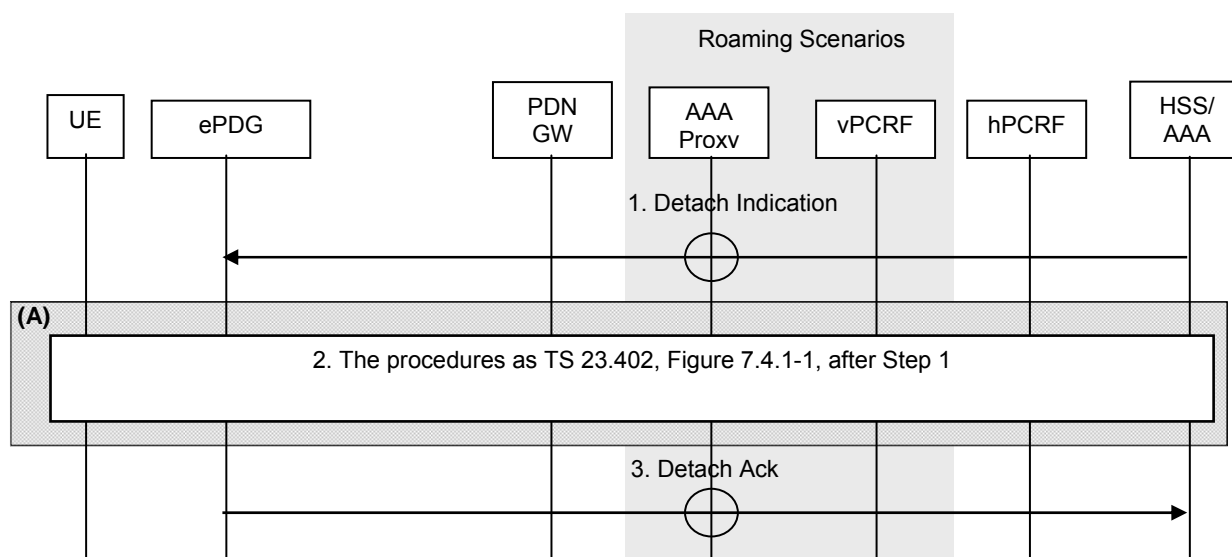 Roaming Scenarios
UE
ePDG
PDN
GW
AAA
Proxv
vPCRF
hPCRF
HSS/
AAA
1. Detach Indication
(A)
2. The procedures as TS 23.402, Figure 7.4.1-1, after Step 1
3. Detach Ack